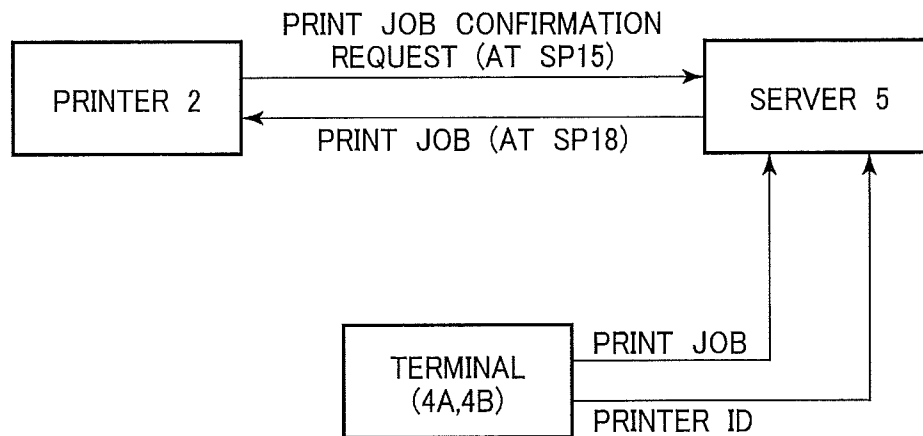 PRINT JOB CONFIRMATION
REQUEST (AT SP15)
PRINTER 2
SERVER 5
PRINT JOB (AT SP18)
TERMINAL
(4A,4B)
PRINT JOB
PRINTER ID